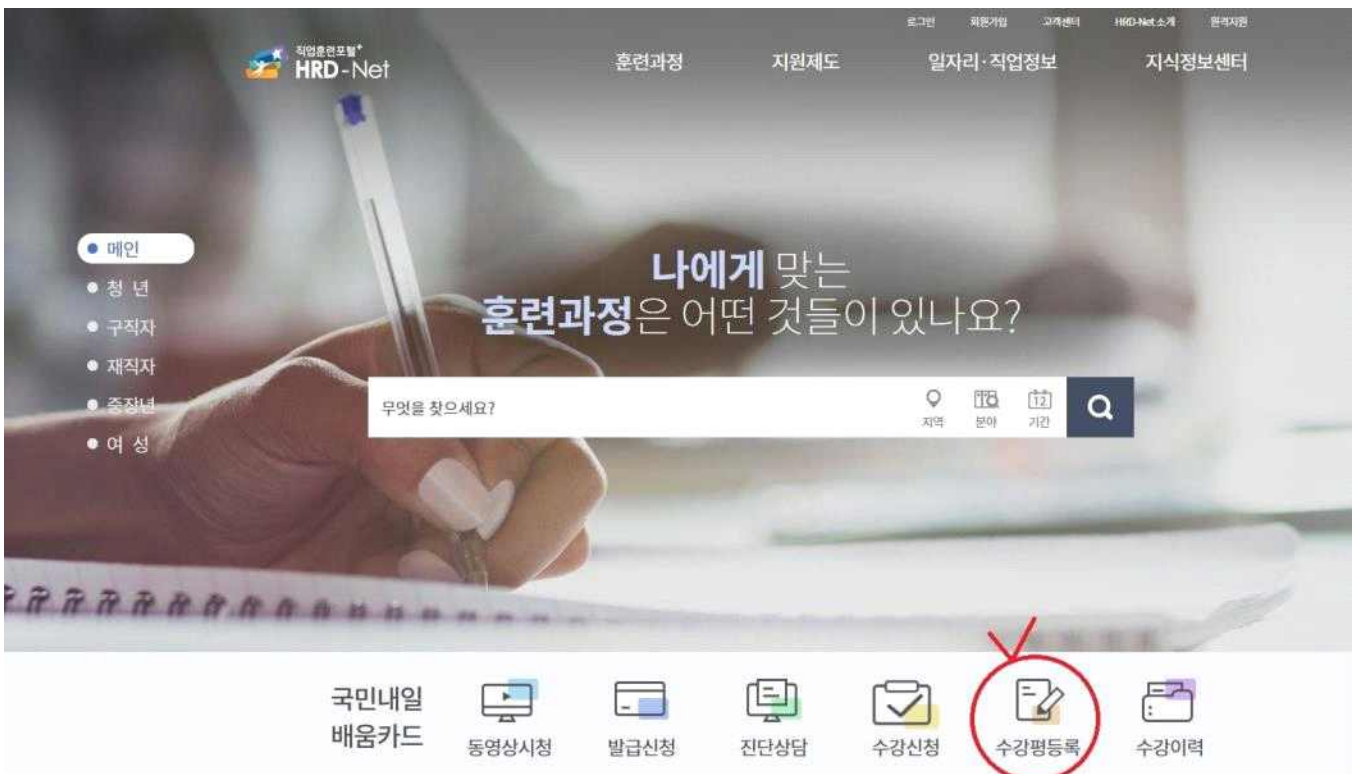 로그인 회원가입 고객센터 HRD-Net 소개 원격지원
직업훈련포털+
HRD-Net
훈련과정 지원제도 일자리·직업정보 지식정보센터
메인
청 년
구직자
재직자
중장년
여 성
나에게 맞는
훈련과정은 어떤 것들이 있나요?
무엇을 찾으세요?
지역 분야 12 기간
국민내일
배움카드
동영상시청 발급신청 진단상담 수강신청 수강평등록 수강이력